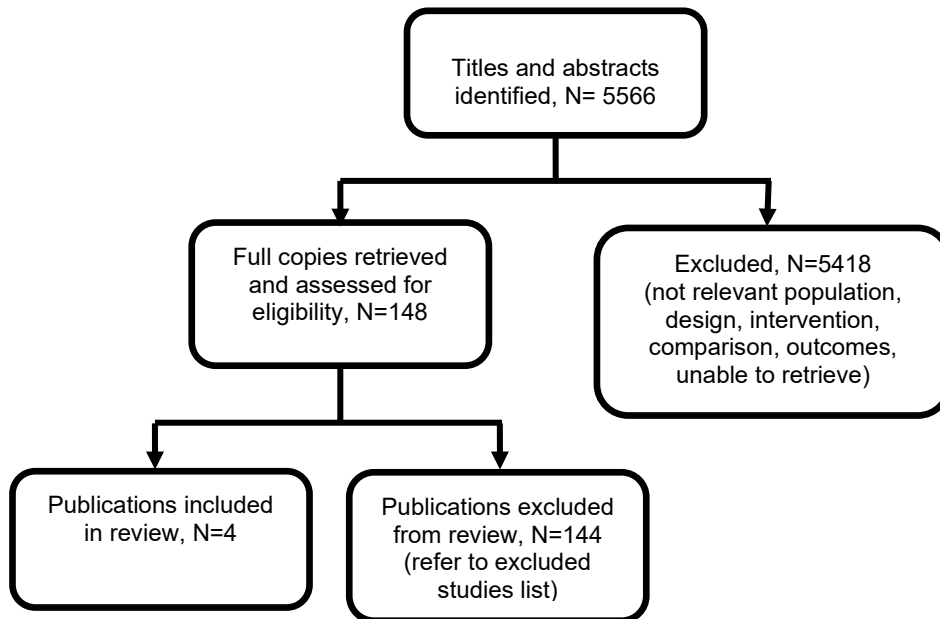 Titles and abstracts
identified, N= 5566
Full copies retrieved
and assessed for
eligibility, N=148
Excluded, N=5418
(not relevant population,
design, intervention,
comparison, outcomes,
unable to retrieve)
Publications included
in review, N=4
Publications excluded
from review, N=144
(refer to excluded
studies list)